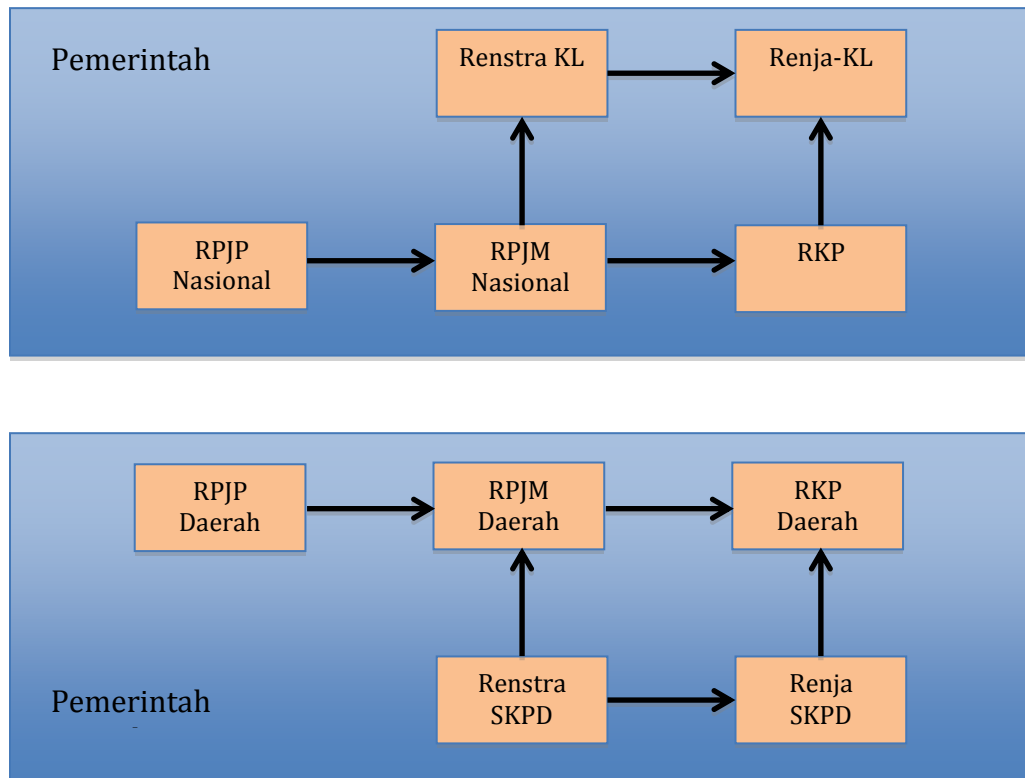 Pemerintah
Renstra KL
Renja-KL
RPJP
Nasional
RPJM
Nasional
RKP
RPJP
Daerah
RPJM
Daerah
RKP
Daerah
Pemerintah
Renstra
SKPD
Renja
SKPD